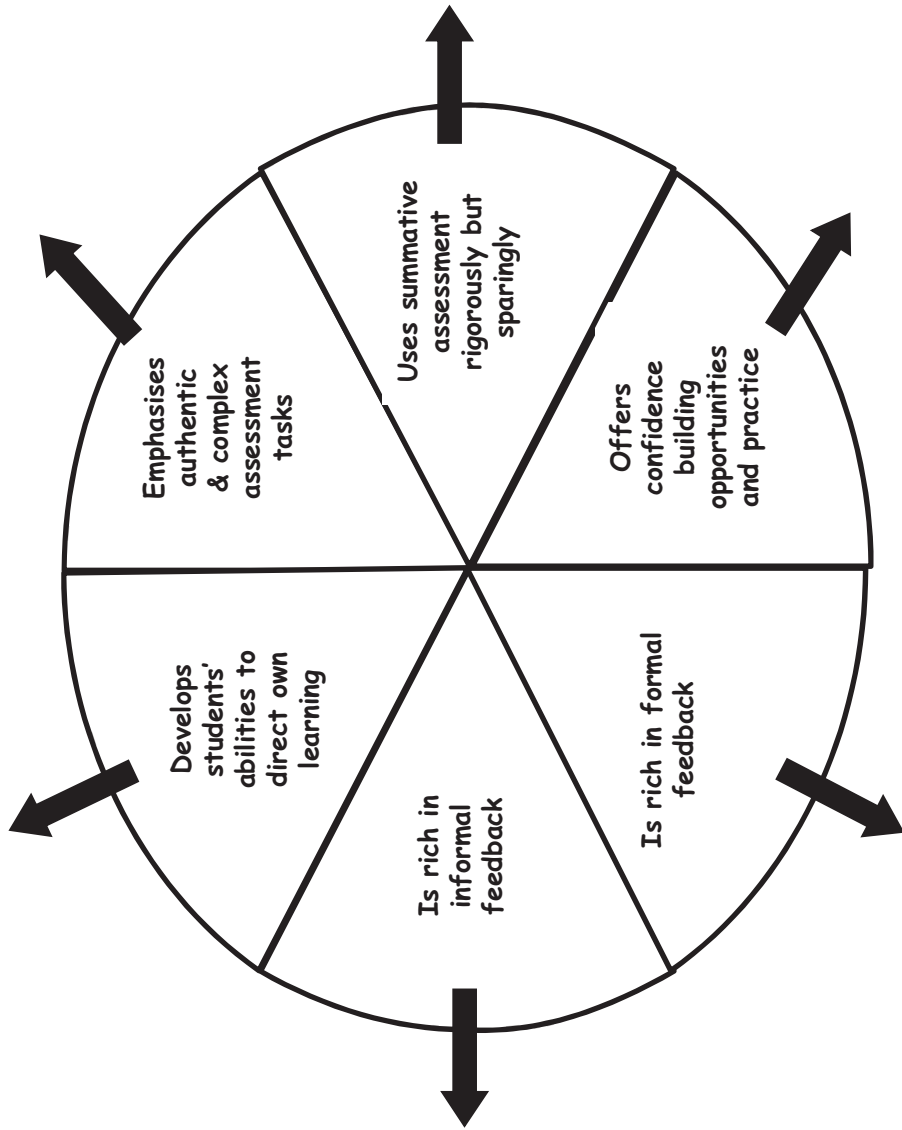 Emphasises
authentic
& complex
assessment
tasks
Uses summative
assessment
rigorously but
sparingly
Offers
confidence
building
opportunities
and practice
Is rich in formal
feedback
Is rich in
informal
feedback
Develops
students'
abilities to
direct own
learning